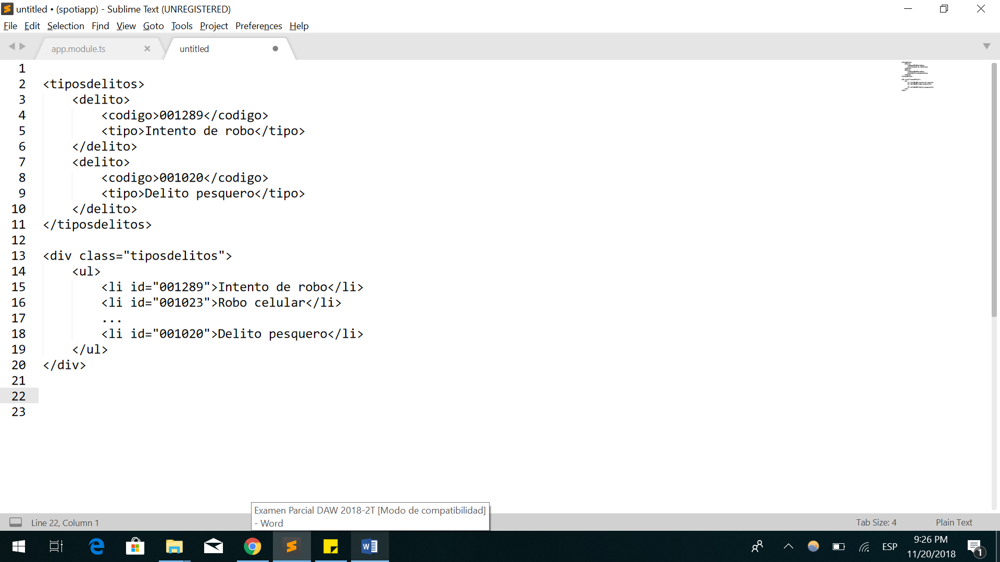 untitled • (spotiapp) - Sublime Text (UNREGISTERED)
File Edit Selection Find View Goto Tools Project Preferences Help
app.module.ts untitled
1
2 <tiposdelitos>
3 <delito>
4 <codigo>001289</codigo>
5 <tipo>Intento de robo</tipo>
6 </delito>
7 <delito>
8 <codigo>001020</codigo>
9 <tipo>Delito pesquero</tipo>
10 </delito>
11 </tiposdelitos>
12
13 <div class="tiposdelitos">
14 <ul>
15 <li id="001289">Intento de robo</li>
16 <li id="001023">Robo celular</li>
17 ...
18 <li id="001020">Delito pesquero</li>
19 </ul>
20 </div>
21
22
23
Examen Parcial DAW 2018-2T [Modo de compatibilidad]
- Word
Line 22, Column 1 Tab Size: 4 Plain Text
ESP 9:26 PM
11/20/2018 1